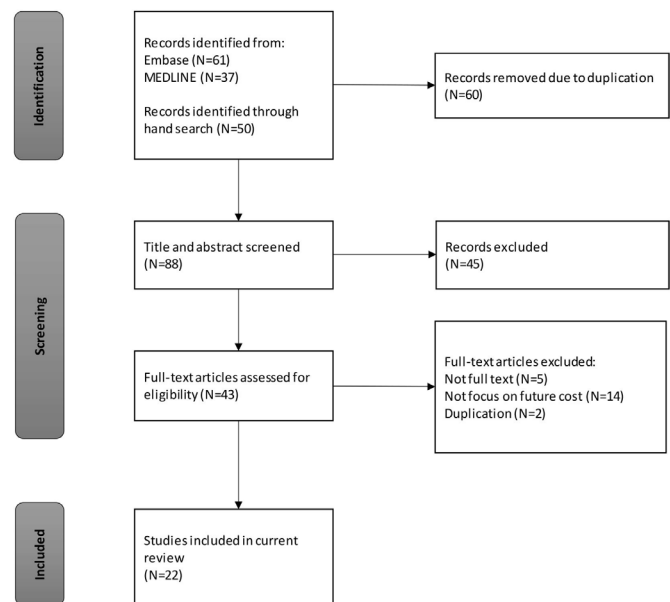 Identification
Records identified from:
Embase (N=61)
MEDLINE (N=37)
Records identified through
hand search (N=50)
Records removed due to duplication
(N=60)
Screening
Title and abstract screened
(N=88)
Records excluded
(N=45)
Full-text articles assessed for
eligibility (N=43)
Full-text articles excluded:
Not full text (N=5)
Not focus on future cost (N=14)
Duplication (N=2)
Included
Studies included in current
review
(N=22)